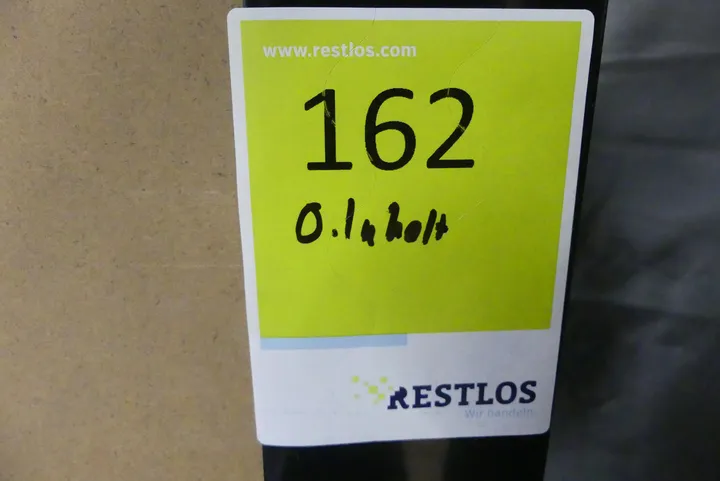 www.restlos.com
162
O.Inhalt
RESTLOS
Wir handeln.